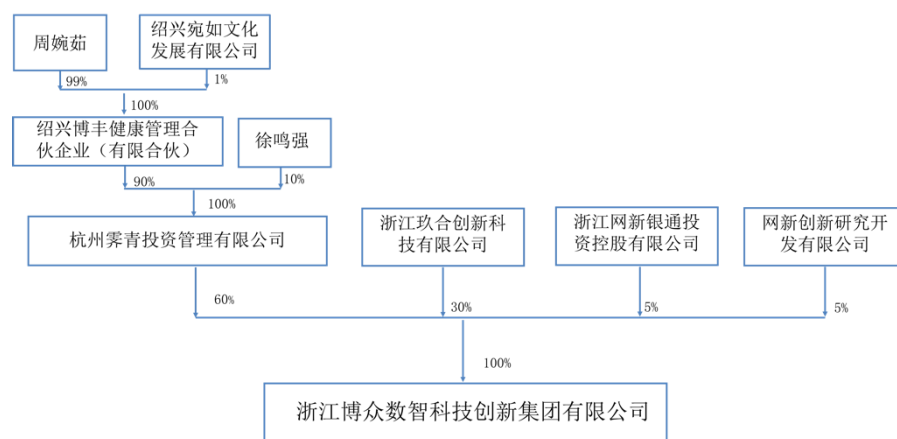 周婉茹
绍兴宛如文化
发展有限公司
99%
1%
100%
绍兴博丰健康管理合
伙企业（有限合伙）
徐鸣强
90%
10%
100%
杭州霁青投资管理有限公司
浙江玖合创新科
技有限公司
浙江网新银通投
资控股有限公司
网新创新研究开
发有限公司
60%
30%
5%
5%
100%
浙江博众数智科技创新集团有限公司